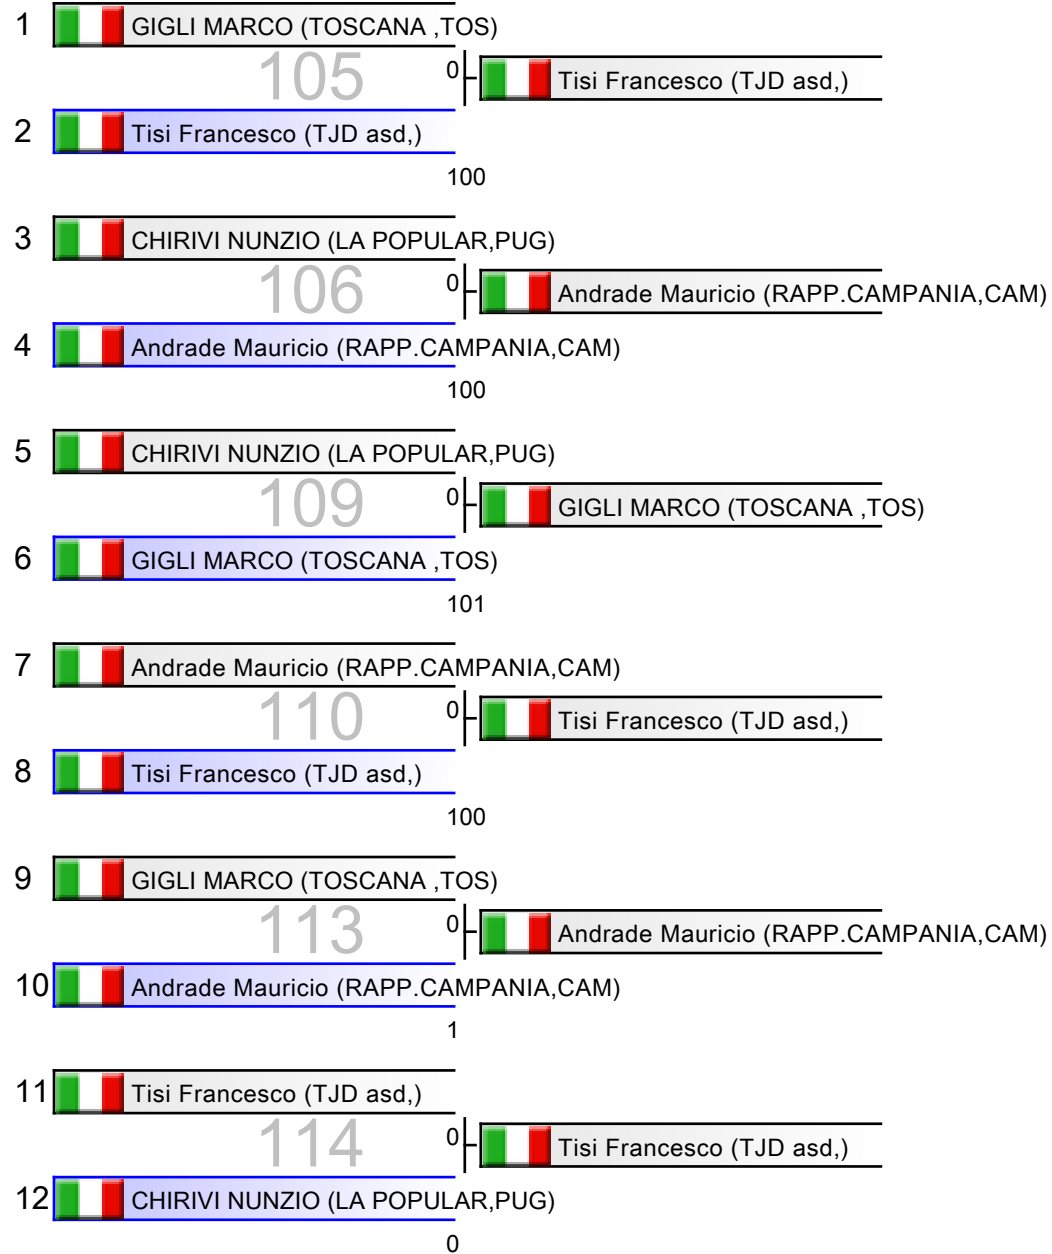 1 GIGLI MARCO (TOSCANA ,TOS)
105
0 Tisi Francesco (TJD asd,)
2 Tisi Francesco (TJD asd,)
100
3 CHIRIVI NUNZIO (LA POPULAR,PUG)
106
0 Andrade Mauricio (RAPP.CAMPANIA,CAM)
4 Andrade Mauricio (RAPP.CAMPANIA,CAM)
100
5 CHIRIVI NUNZIO (LA POPULAR,PUG)
109
0 GIGLI MARCO (TOSCANA ,TOS)
6 GIGLI MARCO (TOSCANA ,TOS)
101
7 Andrade Mauricio (RAPP.CAMPANIA,CAM)
110
0 Tisi Francesco (TJD asd,)
8 Tisi Francesco (TJD asd,)
100
9 GIGLI MARCO (TOSCANA ,TOS)
113
0 Andrade Mauricio (RAPP.CAMPANIA,CAM)
10 Andrade Mauricio (RAPP.CAMPANIA,CAM)
1
11 Tisi Francesco (TJD asd,)
114
0 Tisi Francesco (TJD asd,)
12 CHIRIVI NUNZIO (LA POPULAR,PUG)
0